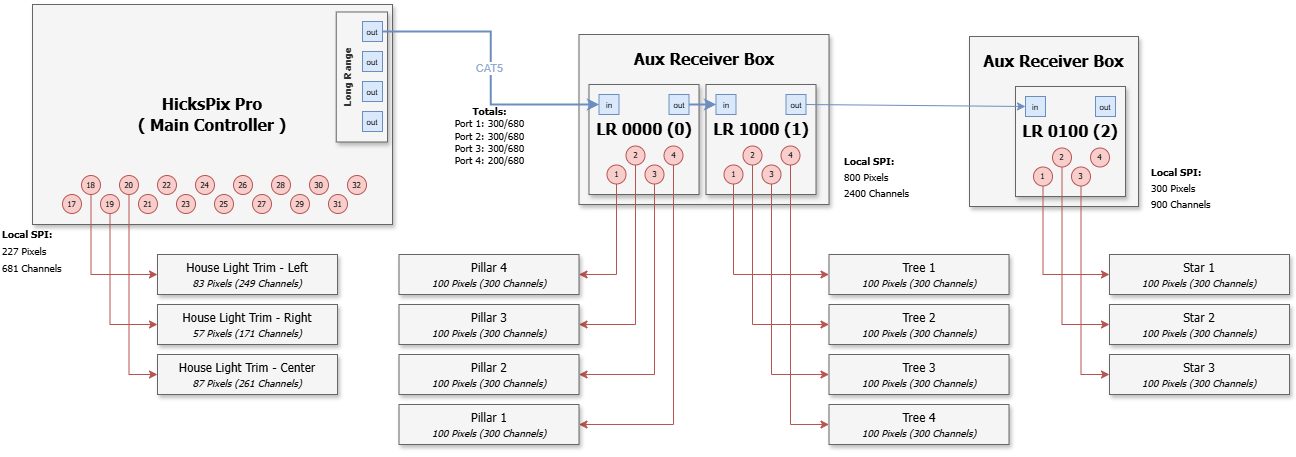 HicksPix Pro
( Main Controller )
Long Range
out
out
out
out
18
20
22
24
26
28
30
32
17
19
21
23
25
27
29
31
Local SPI:
227 Pixels
681 Channels
House Light Trim - Left
83 Pixels (249 Channels)
House Light Trim - Right
57 Pixels (171 Channels)
House Light Trim - Center
87 Pixels (261 Channels)
CAT5
Totals:
Port 1: 300/680
Port 2: 300/680
Port 3: 300/680
Port 4: 200/680
Aux Receiver Box
in
out
LR 0000 (0)
2
4
1
3
in
out
LR 1000 (1)
2
4
1
3
Local SPI:
800 Pixels
2400 Channels
Pillar 4
100 Pixels (300 Channels)
Pillar 3
100 Pixels (300 Channels)
Pillar 2
100 Pixels (300 Channels)
Pillar 1
100 Pixels (300 Channels)
Tree 1
100 Pixels (300 Channels)
Tree 2
100 Pixels (300 Channels)
Tree 3
100 Pixels (300 Channels)
Tree 4
100 Pixels (300 Channels)
Aux Receiver Box
in
out
LR 0100 (2)
2
4
1
3
Local SPI:
300 Pixels
900 Channels
Star 1
100 Pixels (300 Channels)
Star 2
100 Pixels (300 Channels)
Star 3
100 Pixels (300 Channels)